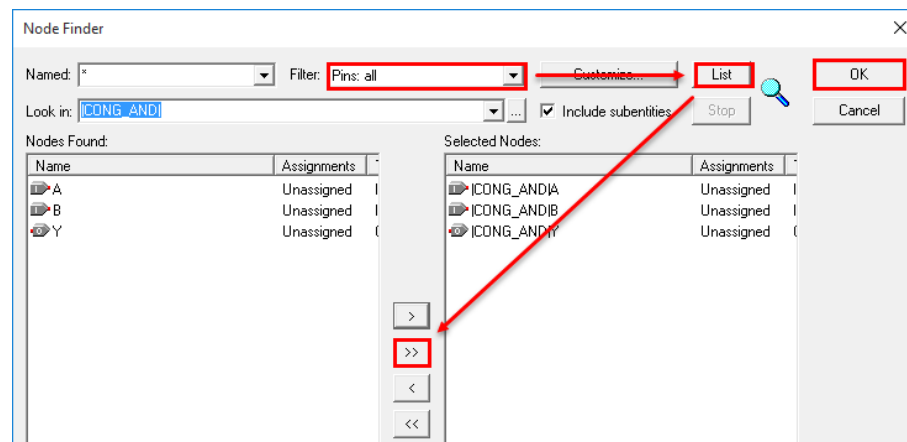 Node Finder
Named: * Filter: Pins: all Customize... List OK
Look in: |CONG_AND| ... Include subentities Stop Cancel
Nodes Found: Selected Nodes:
Name Assignments Name Assignments
A Unassigned |CONG_AND|A Unassigned
B Unassigned |CONG_AND|B Unassigned
Y Unassigned |CONG_AND|Y Unassigned
>
>>
<
<<